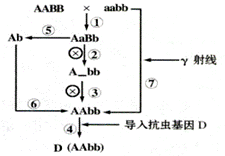 AABB × aabb
①
Ab ⑤ AaBb
⊗ ② γ 射线
A_bb
⑦
⊗ ③
⑥ AAbb
④ 导入抗虫基因 D
D (AAbb)